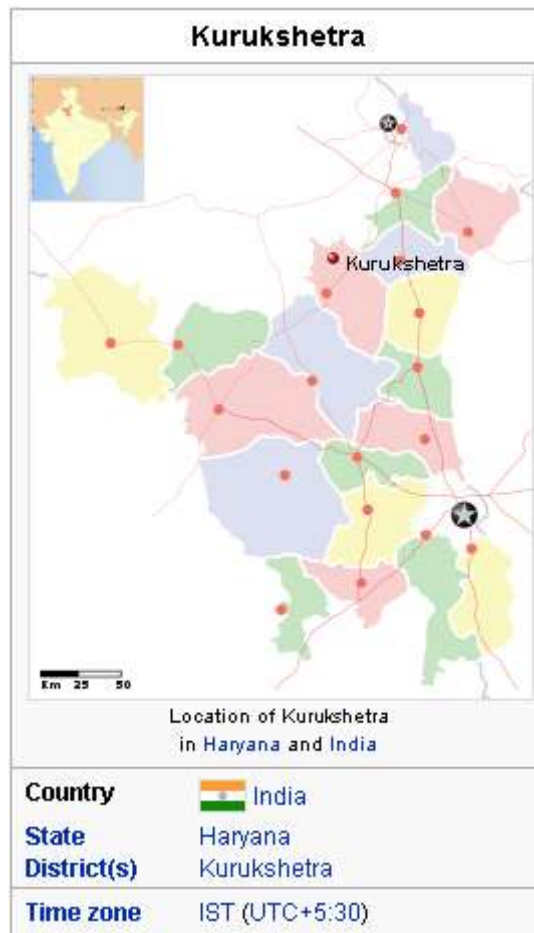 Kurukshetra
Kurukshetra
Km 25 50
Location of Kurukshetra
in Haryana and India
Country India
State Haryana
District(s) Kurukshetra
Time zone IST (UTC+5:30)